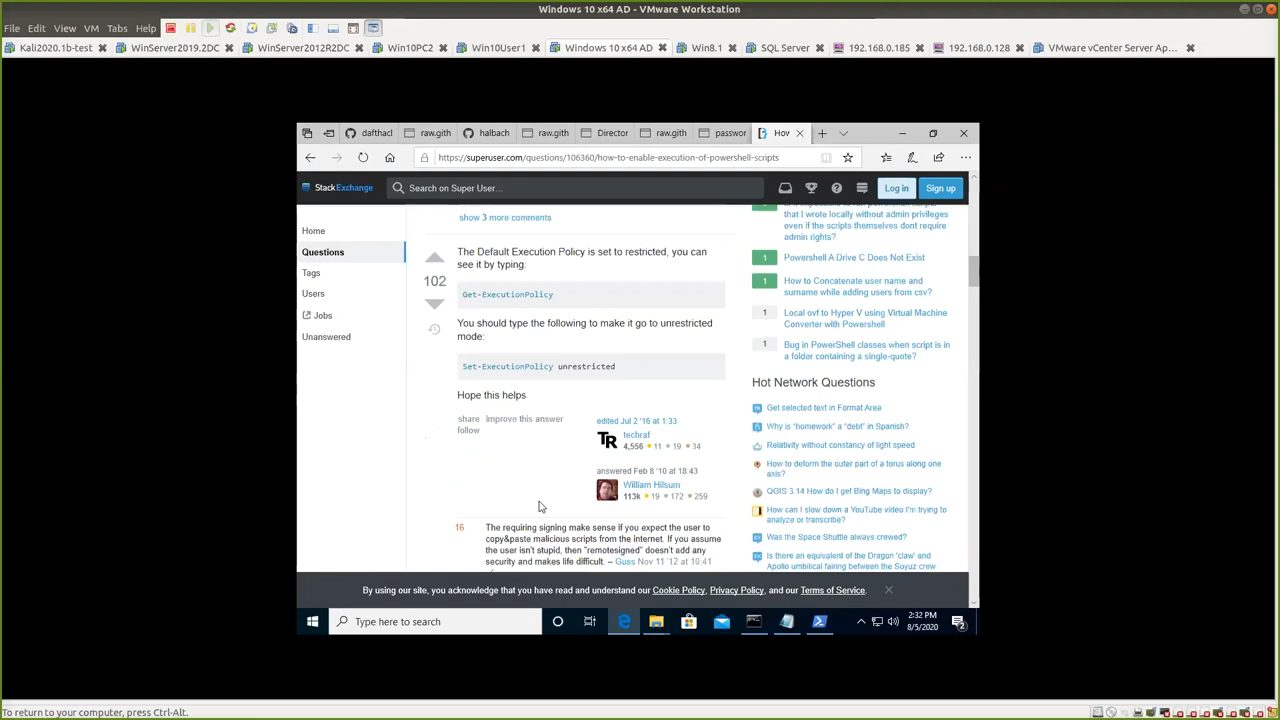 Windows 10 x64 AD - VMware Workstation
File Edit View VM Tabs Help
Kali2020.1b-test WinServer2019.2DC WinServer2012R2DC Win10PC2 Win10User1 Windows 10 x64 AD Win8.1 SQL Server 192.168.0.185 192.168.0.128 VMware vCenter Server Ap...
dafthacl raw.gith halbach raw.gith Director raw.gith passwor Hov
https://superuser.com/questions/106360/how-to-enable-execution-of-powershell-scripts
StackExchange Search on Super User... Log in Sign up
Home
Questions
Tags
Users
Jobs
Unanswered
show 3 more comments
102
The Default Execution Policy is set to restricted, you can
see it by typing:
Get-ExecutionPolicy
You should type the following to make it go to unrestricted
mode:
Set-ExecutionPolicy unrestricted
Hope this helps
share improve this answer
follow
edited Jul 2 '16 at 1:33
TR
techraf
4,556 11 19 34
answered Feb 8 '10 at 18:43
William Hilsum
113k 19 172 259
16
The requiring signing make sense if you expect the user to
copy&paste malicious scripts from the internet. If you assume
the user isn't stupid, then "remotesigned" doesn't add any
security and makes life difficult. – Guss Nov 11 '12 at 10:41
that I wrote locally without admin privileges
even if the scripts themselves dont require
admin rights?
1 Powershell A Drive C Does Not Exist
1 How to Concatenate user name and
surname while adding users from csv?
1 Local ovf to Hyper V using Virtual Machine
Converter with Powershell
1 Bug in PowerShell classes when script is in
a folder containing a single-quote?
Hot Network Questions
Get selected text in Format Area
Why is “homework” a “debt” in Spanish?
Relativity without constancy of light speed
How to deform the outer part of a torus along one
axis?
QGIS 3.14 How do I get Bing Maps to display?
How can I slow down a YouTube video I'm trying to
analyze or transcribe?
Was the Space Shuttle always crewed?
Is there an equivalent of the Dragon 'claw' and
Apollo umbilical fairing between the Soyuz crew
By using our site, you acknowledge that you have read and understand our Cookie Policy, Privacy Policy, and our Terms of Service.
Type here to search
2:32 PM
8/5/2020
2
To return to your computer, press Ctrl-Alt.